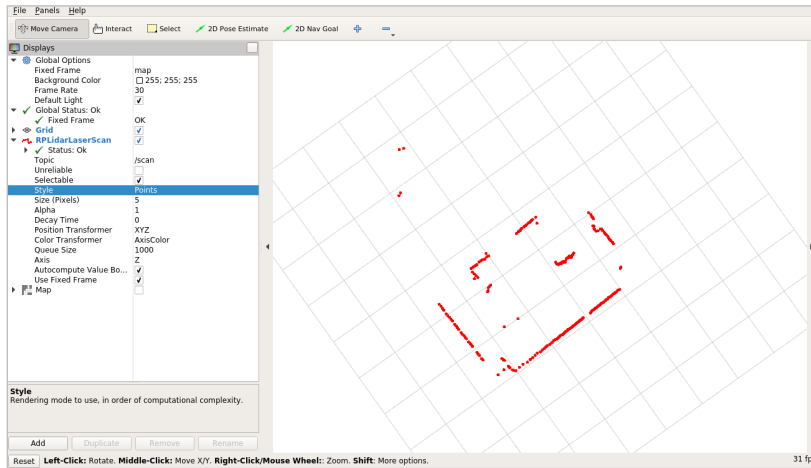 File Panels Help
Move Camera Interact Select 2D Pose Estimate 2D Nav Goal
Displays
Global Options
Fixed Frame map
Background Color 255; 255; 255
Frame Rate 30
Default Light
Global Status: Ok
Fixed Frame OK
Grid
RPLidarLaserScan
Status: Ok
Topic /scan
Unreliable
Selectable
Style Points
Size (Pixels) 5
Alpha 1
Decay Time 0
Position Transformer XYZ
Color Transformer AxisColor
Queue Size 1000
Axis Z
Autocompute Value Bo...
Use Fixed Frame
Map
Style
Rendering mode to use, in order of computational complexity.
Add Duplicate Remove Rename
Reset Left-Click: Rotate. Middle-Click: Move X/Y. Right-Click/Mouse Wheel:: Zoom. Shift: More options. 31 fp